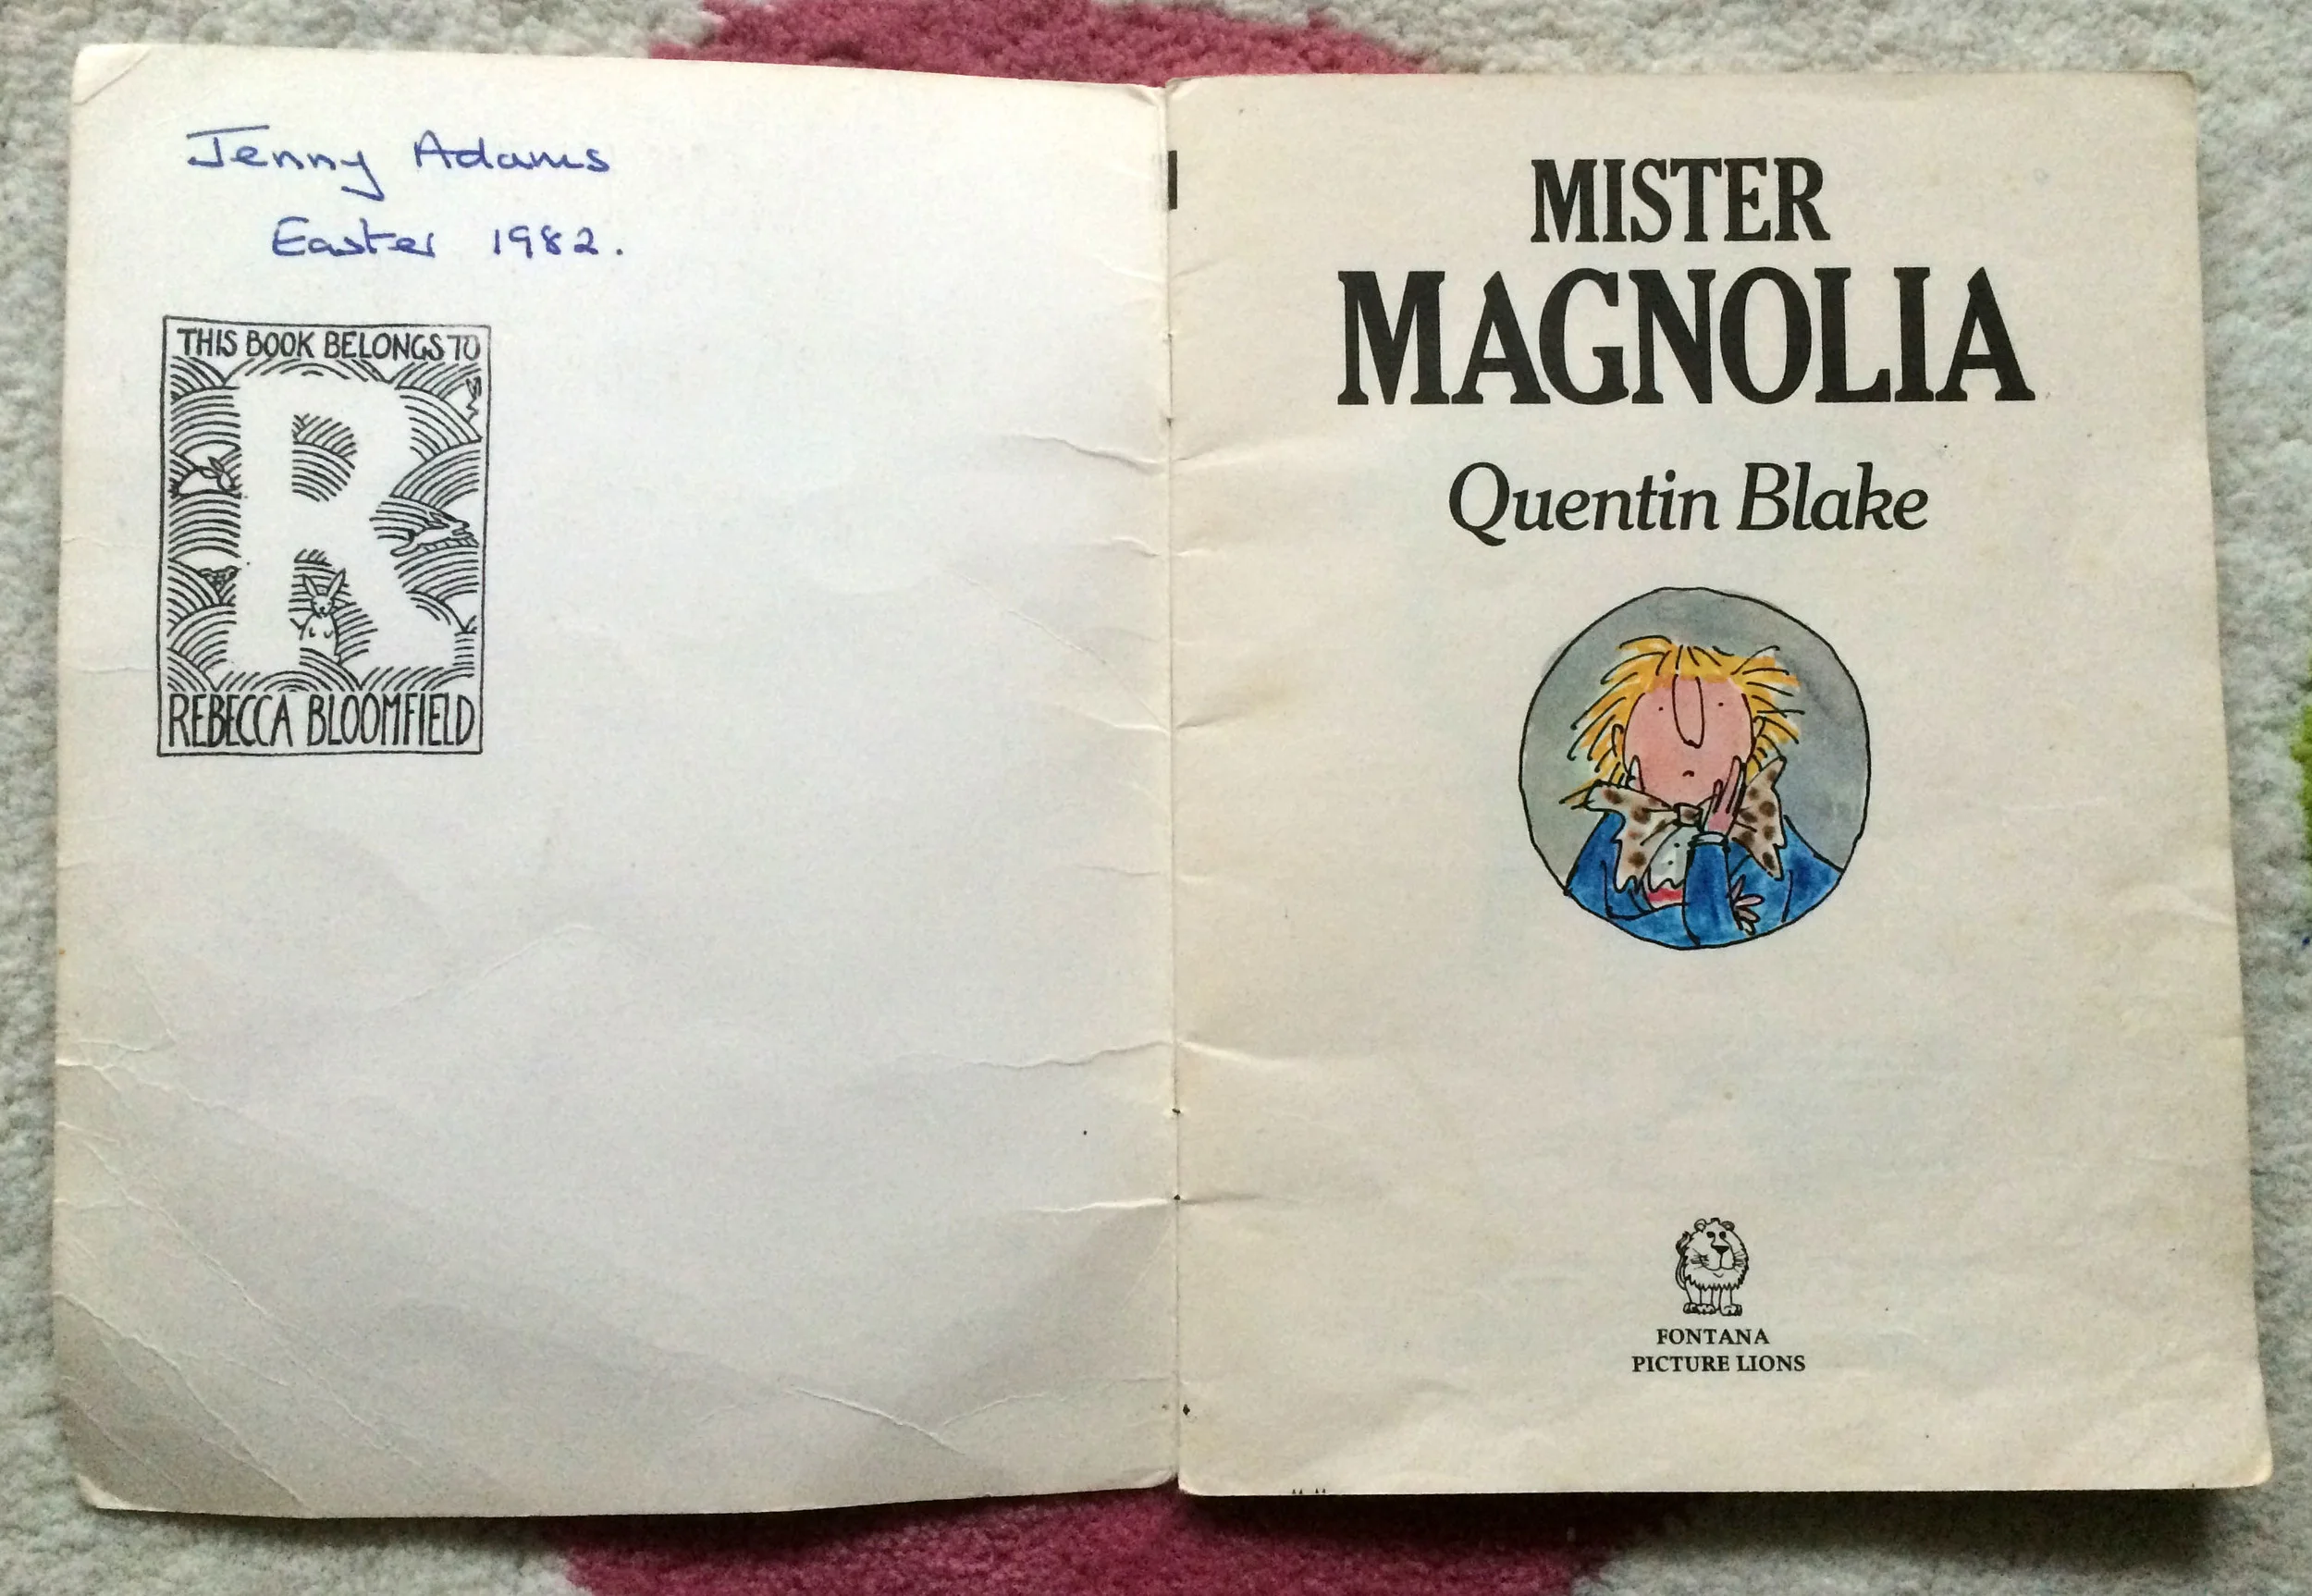 Jenny Adams
Easter 1982.
THIS BOOK BELONGS TO
R
REBECCA BLOOMFIELD
MISTER
MAGNOLIA
Quentin Blake
FONTANA
PICTURE LIONS